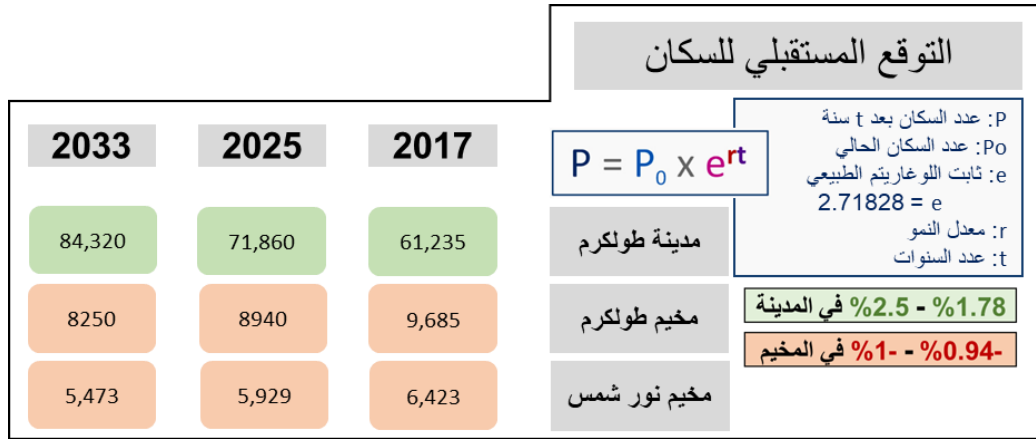 التوقع المستقبلي للسكان
P: عدد السكان بعد t سنة
Po: عدد السكان الحالي
e: ثابت اللوغاريتم الطبيعي
2.71828 = e
r: معدل النمو
t: عدد السنوات
P = P₀ x eʳᵗ
%1.78 - %2.5 في المدينة
-%0.94 - -%1 في المخيم
2017 2025 2033
مدينة طولكرم 61,235 71,860 84,320
مخيم طولكرم 9,685 8940 8250
مخيم نور شمس 6,423 5,929 5,473